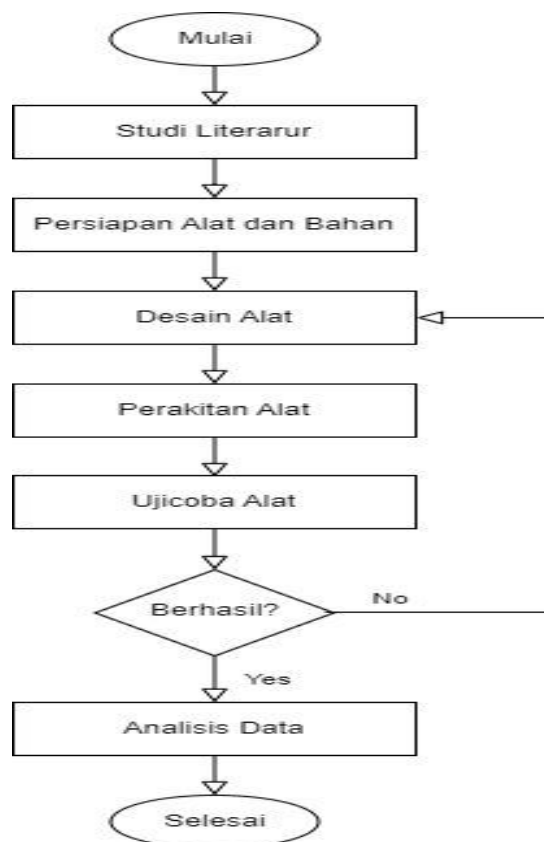 Mulai
Studi Literarur
Persiapan Alat dan Bahan
Desain Alat
Perakitan Alat
Ujicoba Alat
Berhasil?
No
Yes
Analisis Data
Selesai